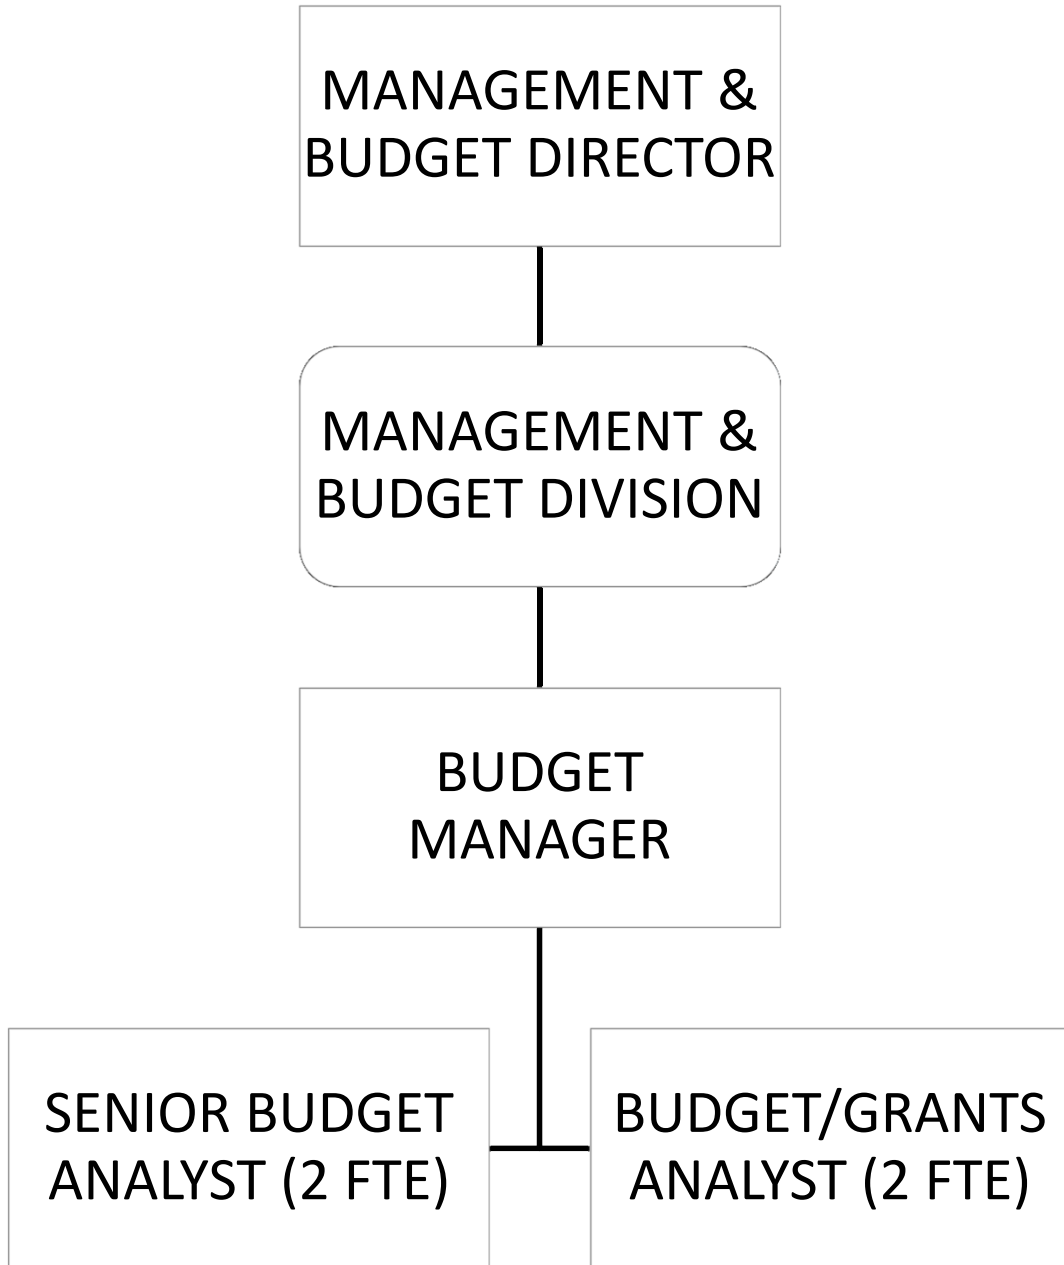 MANAGEMENT &
BUDGET DIRECTOR
MANAGEMENT &
BUDGET DIVISION
BUDGET
MANAGER
SENIOR BUDGET
ANALYST (2 FTE)
BUDGET/GRANTS
ANALYST (2 FTE)